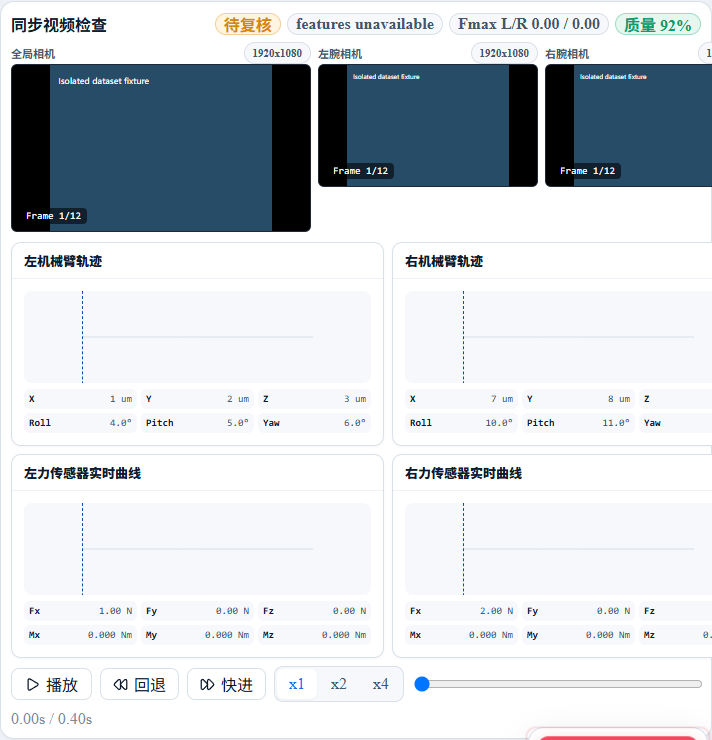 同步视频检查 待复核 features unavailable Fmax L/R 0.00 / 0.00 质量 92%
全局相机 1920x1080 左腕相机 1920x1080 右腕相机
Isolated dataset fixture Isolated dataset fixture Isolated dataset fixture
Frame 1/12 Frame 1/12
Frame 1/12
左机械臂轨迹 右机械臂轨迹
X 1 um Y 2 um Z 3 um X 7 um Y 8 um Z
Roll 4.0° Pitch 5.0° Yaw 6.0° Roll 10.0° Pitch 11.0° Yaw
左力传感器实时曲线 右力传感器实时曲线
Fx 1.00 N Fy 0.00 N Fz 0.00 N Fx 2.00 N Fy 0.00 N Fz
Mx 0.000 Nm My 0.000 Nm Mz 0.000 Nm Mx 0.000 Nm My 0.000 Nm Mz
播放 回退 快进 x1 x2 x4
0.00s / 0.40s